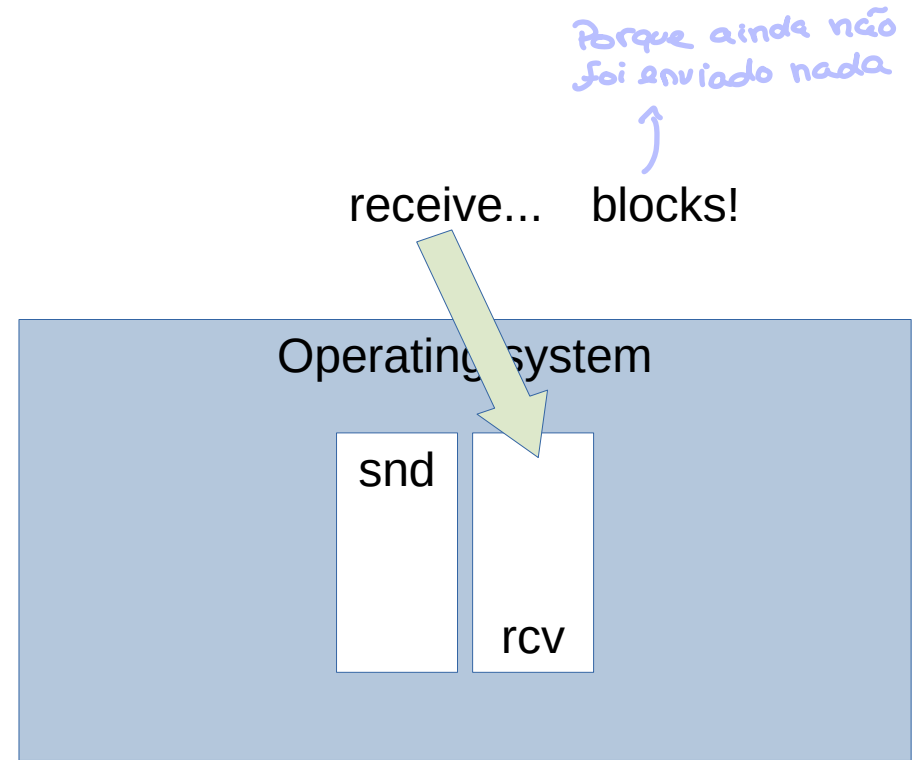 Porque ainda não
foi enviado nada
receive... blocks!
Operating system
snd
rcv